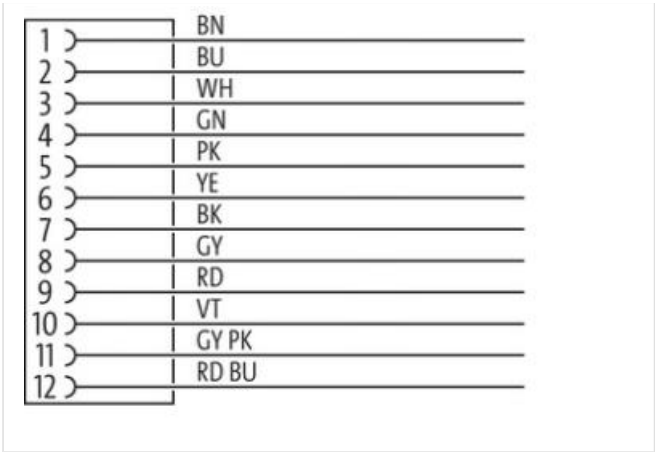 1 BN
2 BU
3 WH
4 GN
5 PK
6 YE
7 BK
8 GY
9 RD
10 VT
11 GY PK
12 RD BU